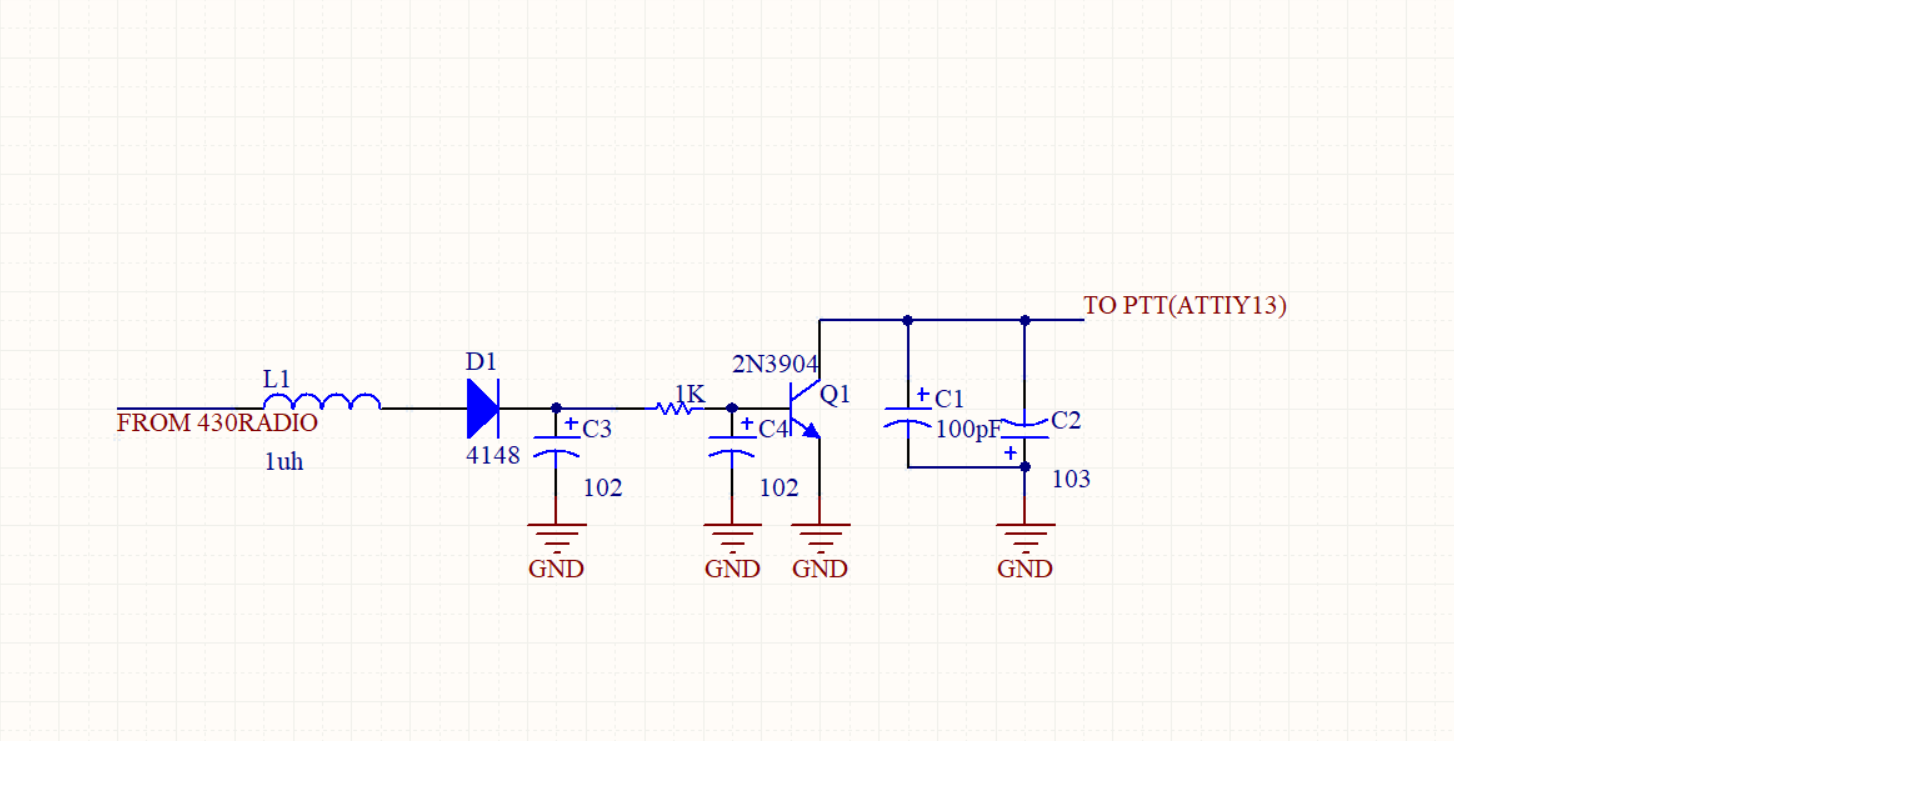 TO PTT(ATTIY13)
L1
FROM 430RADIO
1uh
D1
4148
+
C3
102
GND
1K
+
C4
102
GND
2N3904
Q1
GND
+
C1
100pF
C2
+
103
GND